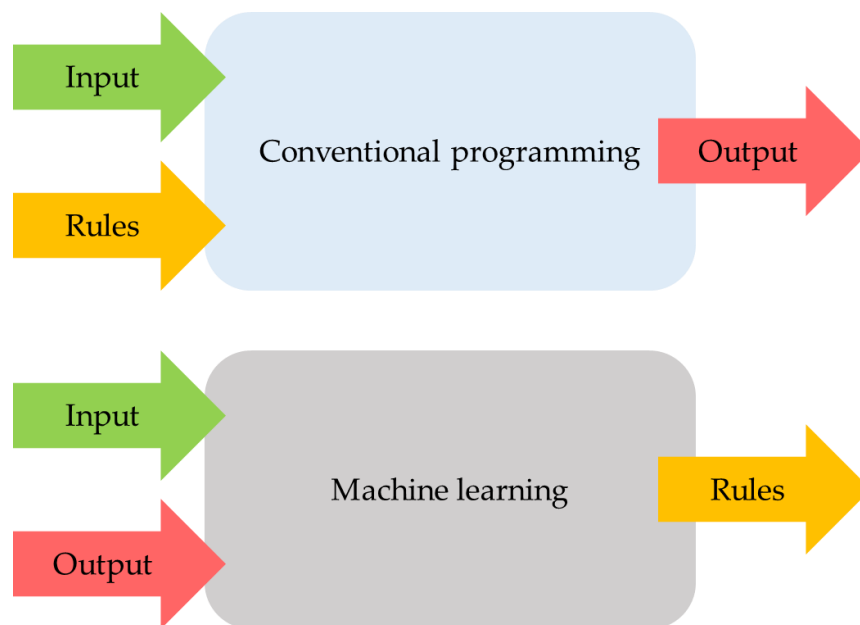 Input
Conventional programming
Output
Rules
Input
Machine learning
Rules
Output